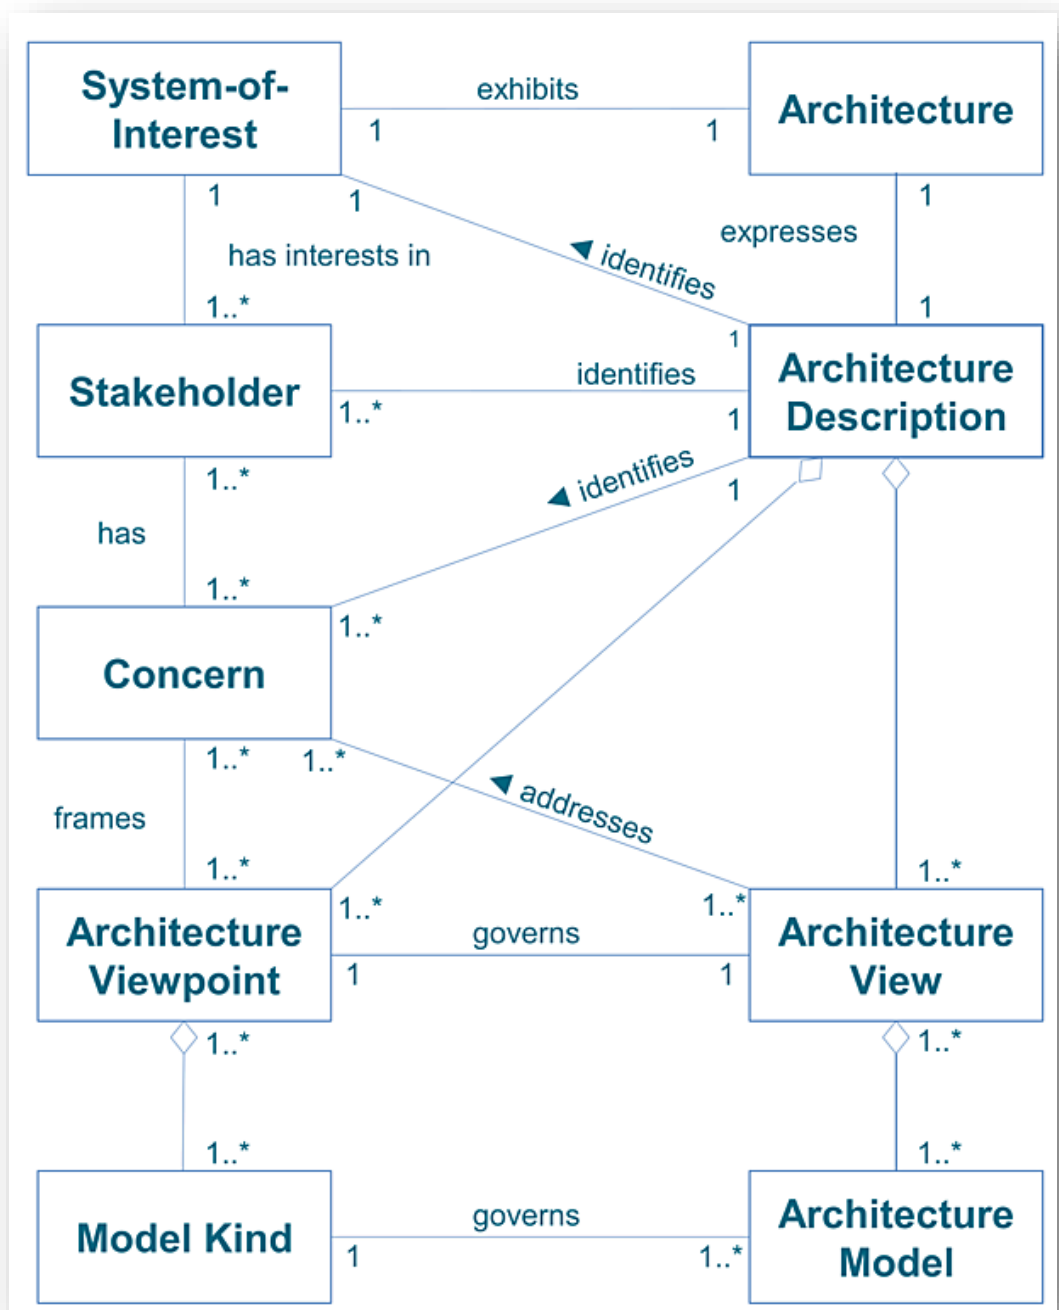 System-of-
Interest
exhibits
Architecture
1
1
1
1
1
expresses
has interests in
identifies
1..*
1
1
Stakeholder
identifies
Architecture
Description
1..*
1
1..*
identifies
1
has
1..*
1..*
Concern
1..*
1..*
addresses
frames
1..*
1..*
1..*
1..*
Architecture
Viewpoint
governs
Architecture
View
1
1
1..*
1..*
1..*
1..*
Model Kind
governs
Architecture
Model
1
1..*